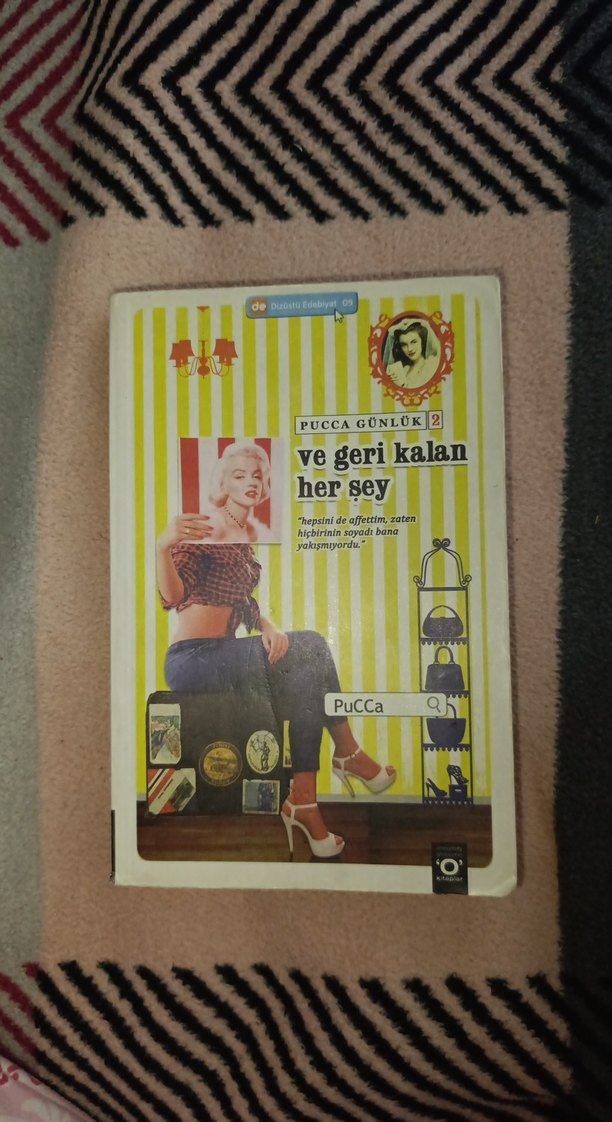 de Dizüstü Edebiyat 09
PUCCA GÜNLÜK 2
ve geri kalan
her şey
"hepsini de affettim, zaten
hiçbirinin soyadı bana
yakışmıyordu."
PuCCa
'O'
kitaplar